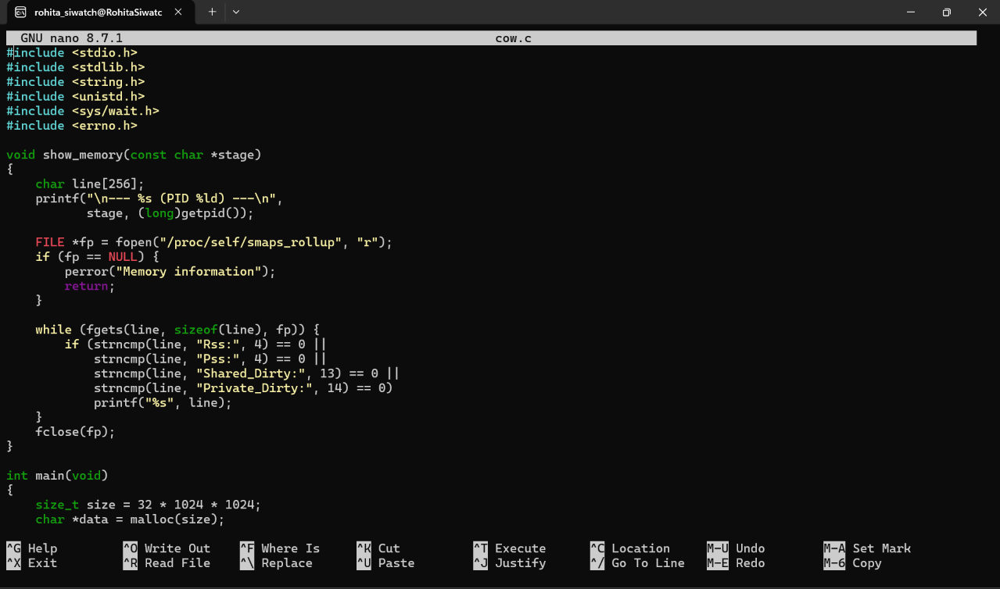 rohita_siwatch@RohitaSiwatc
GNU nano 8.7.1 cow.c
#include <stdio.h>
#include <stdlib.h>
#include <string.h>
#include <unistd.h>
#include <sys/wait.h>
#include <errno.h>
void show_memory(const char *stage)
{
    char line[256];
    printf("\n--- %s (PID %ld) ---\n",
           stage, (long)getpid());
    FILE *fp = fopen("/proc/self/smaps_rollup", "r");
    if (fp == NULL) {
        perror("Memory information");
        return;
    }
    while (fgets(line, sizeof(line), fp)) {
        if (strncmp(line, "Rss:", 4) == 0 ||
            strncmp(line, "Pss:", 4) == 0 ||
            strncmp(line, "Shared_Dirty:", 13) == 0 ||
            strncmp(line, "Private_Dirty:", 14) == 0)
            printf("%s", line);
    }
    fclose(fp);
}
int main(void)
{
    size_t size = 32 * 1024 * 1024;
    char *data = malloc(size);
^G Help ^O Write Out ^F Where Is ^K Cut ^T Execute ^C Location M-U Undo M-A Set Mark
^X Exit ^R Read File ^\ Replace ^U Paste ^J Justify ^/ Go To Line M-E Redo M-6 Copy